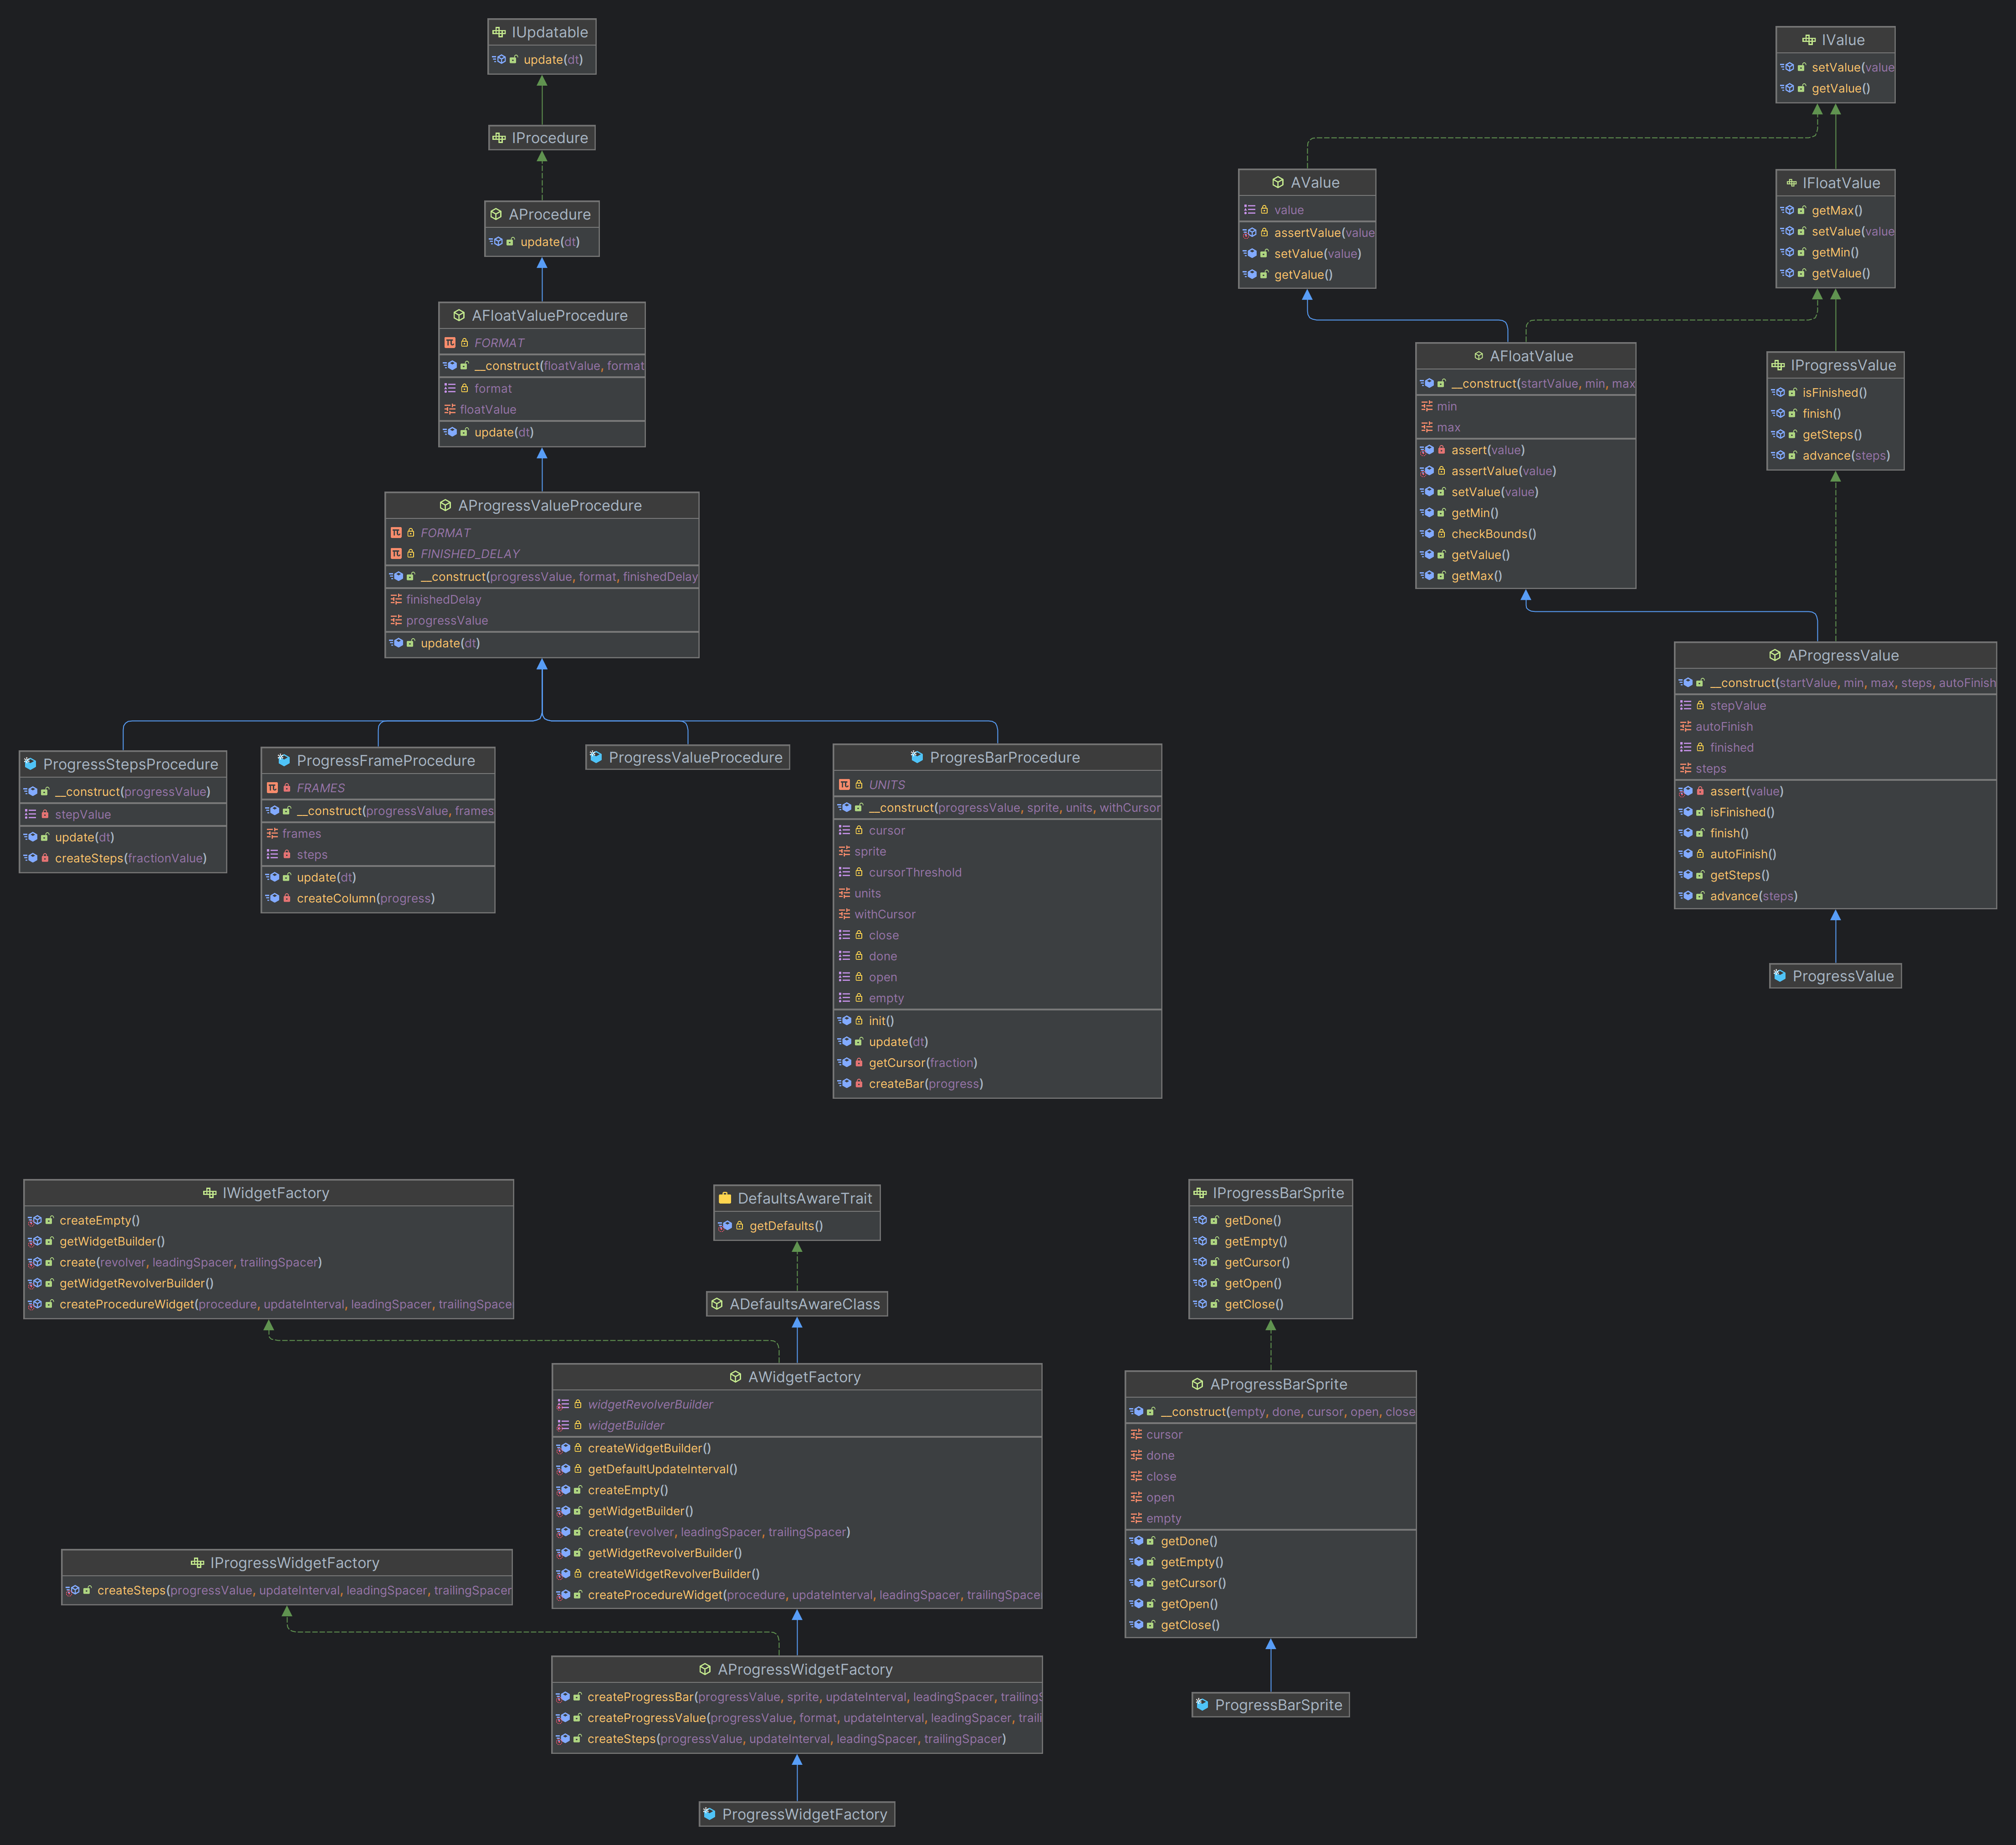 IUpdatable
update(dt)
IProcedure
AProcedure
update(dt)
AFloatValueProcedure
FORMAT
__construct(floatValue, format
format
floatValue
update(dt)
AProgressValueProcedure
FORMAT
FINISHED_DELAY
__construct(progressValue, format, finishedDelay
finishedDelay
progressValue
update(dt)
ProgressStepsProcedure
__construct(progressValue)
stepValue
update(dt)
createSteps(fractionValue)
ProgressFrameProcedure
FRAMES
__construct(progressValue, frames
frames
steps
update(dt)
createColumn(progress)
ProgressValueProcedure
ProgresBarProcedure
UNITS
__construct(progressValue, sprite, units, withCursor
cursor
sprite
cursorThreshold
units
withCursor
close
done
open
empty
init()
update(dt)
getCursor(fraction)
createBar(progress)
IValue
setValue(value
getValue()
AValue
value
assertValue(value
setValue(value)
getValue()
IFloatValue
getMax()
setValue(value
getMin()
getValue()
AFloatValue
__construct(startValue, min, max
min
max
assert(value)
assertValue(value)
setValue(value)
getMin()
checkBounds()
getValue()
getMax()
IProgressValue
isFinished()
finish()
getSteps()
advance(steps)
AProgressValue
__construct(startValue, min, max, steps, autoFinish
stepValue
autoFinish
finished
steps
assert(value)
isFinished()
finish()
autoFinish()
getSteps()
advance(steps)
ProgressValue
IWidgetFactory
createEmpty()
getWidgetBuilder()
create(revolver, leadingSpacer, trailingSpacer)
getWidgetRevolverBuilder()
createProcedureWidget(procedure, updateInterval, leadingSpacer, trailingSpace
DefaultsAwareTrait
getDefaults()
ADefaultsAwareClass
AWidgetFactory
widgetRevolverBuilder
widgetBuilder
createWidgetBuilder()
getDefaultUpdateInterval()
createEmpty()
getWidgetBuilder()
create(revolver, leadingSpacer, trailingSpacer)
getWidgetRevolverBuilder()
createWidgetRevolverBuilder()
createProcedureWidget(procedure, updateInterval, leadingSpacer, trailingSpace
IProgressWidgetFactory
createSteps(progressValue, updateInterval, leadingSpacer, trailingSpacer
AProgressWidgetFactory
createProgressBar(progressValue, sprite, updateInterval, leadingSpacer, trailingS
createProgressValue(progressValue, format, updateInterval, leadingSpacer, traili
createSteps(progressValue, updateInterval, leadingSpacer, trailingSpacer)
ProgressWidgetFactory
IProgressBarSprite
getDone()
getEmpty()
getCursor()
getOpen()
getClose()
AProgressBarSprite
__construct(empty, done, cursor, open, close
cursor
done
close
open
empty
getDone()
getEmpty()
getCursor()
getOpen()
getClose()
ProgressBarSprite